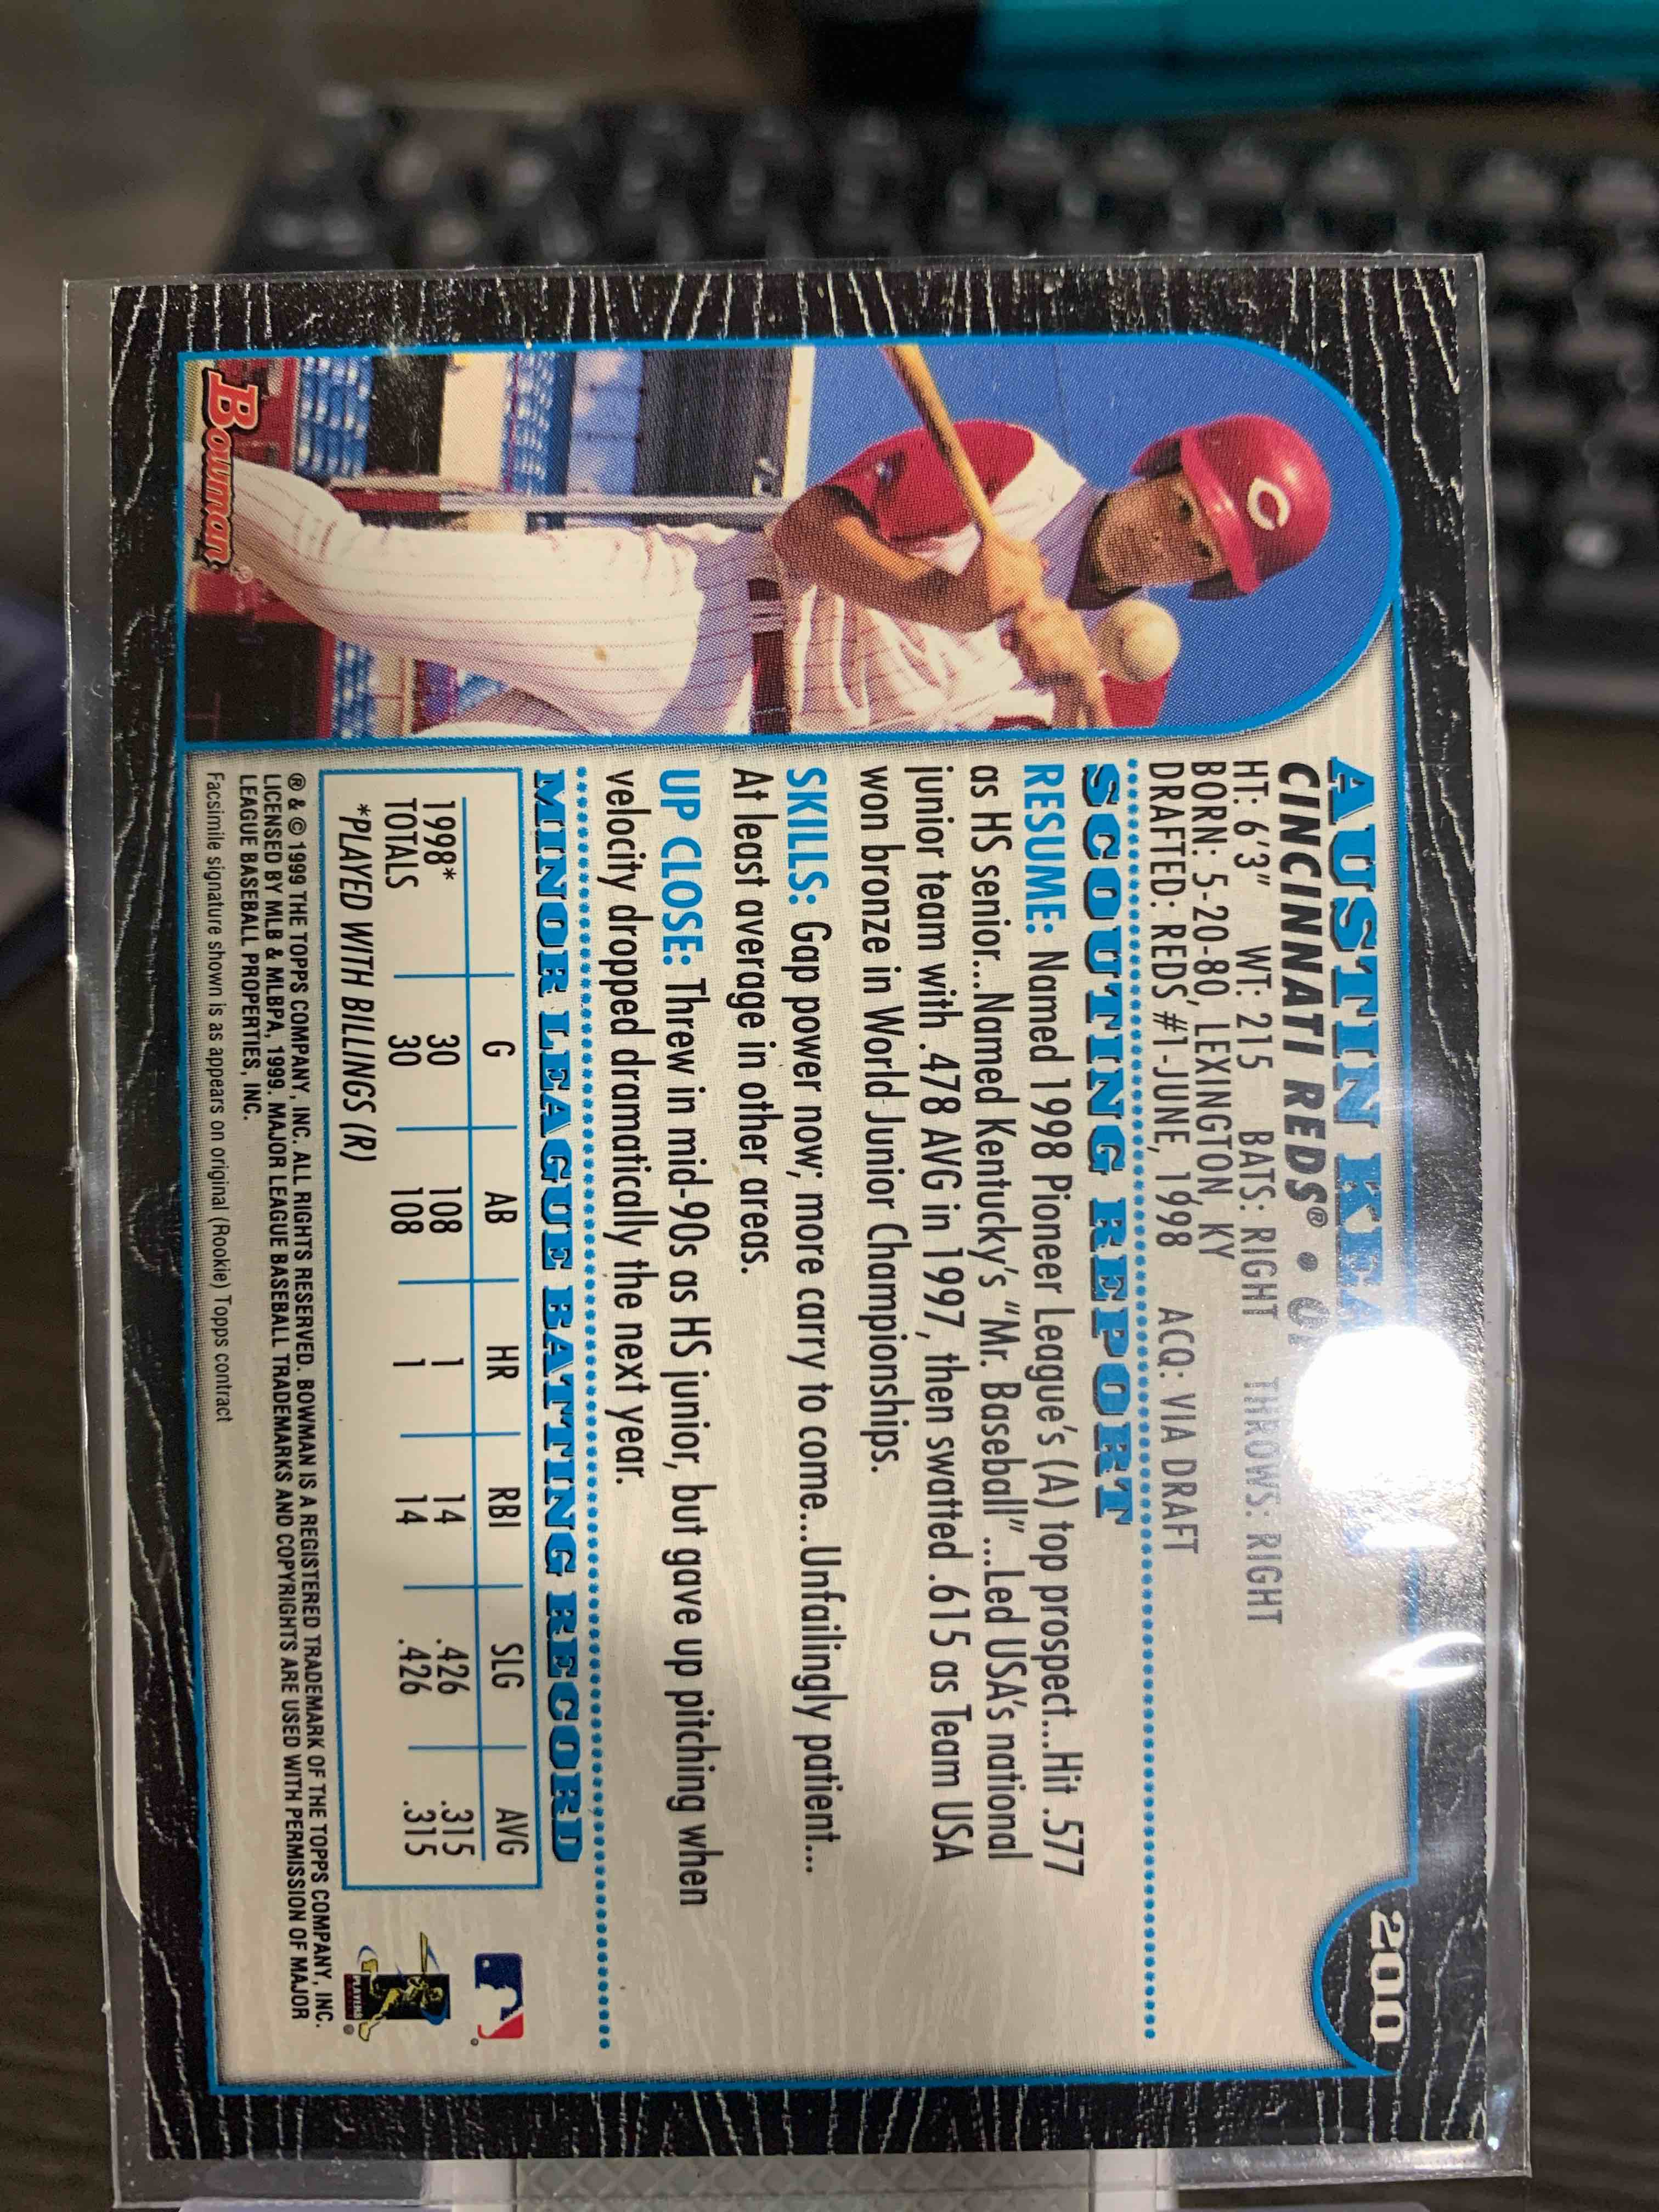 200
AUSTIN
CINCINNATI REDS® •
HT: 6'3" WT: 215 BATS: RIGHT THROWS: RIGHT
BORN: 5-20-80, LEXINGTON, KY
DRAFTED: REDS #1-JUNE, 1998 ACQ: VIA DRAFT
SCOUTING REPORT
RESUME: Named 1998 Pioneer League's (A) top prospect...Hit .577
as HS senior...Named Kentucky's "Mr. Baseball" ...Led USA's national
junior team with .478 AVG in 1997, then swatted .615 as Team USA
won bronze in World Junior Championships.
SKILLS: Gap power now; more carry to come...Unfailingly patient...
At least average in other areas.
UP CLOSE: Threw in mid-90s as HS junior, but gave up pitching when
velocity dropped dramatically the next year.
MINOR LEAGUE BATTING RECORD
G AB HR RBI SLG AVG
1998* 30 108 1 14 .426 .315
TOTALS 30 108 1 14 .426 .315
*PLAYED WITH BILLINGS (R)
® & © 1999 THE TOPPS COMPANY, INC. ALL RIGHTS RESERVED. BOWMAN IS A REGISTERED TRADEMARK OF THE TOPPS COMPANY, INC.
LICENSED BY MLB & MLBPA, 1999. MAJOR LEAGUE BASEBALL TRADEMARKS AND COPYRIGHTS ARE USED WITH PERMISSION OF MAJOR
LEAGUE BASEBALL PROPERTIES, INC.
Facsimile signature shown is as appears on original (Rookie) Topps contract
Bowman®
C